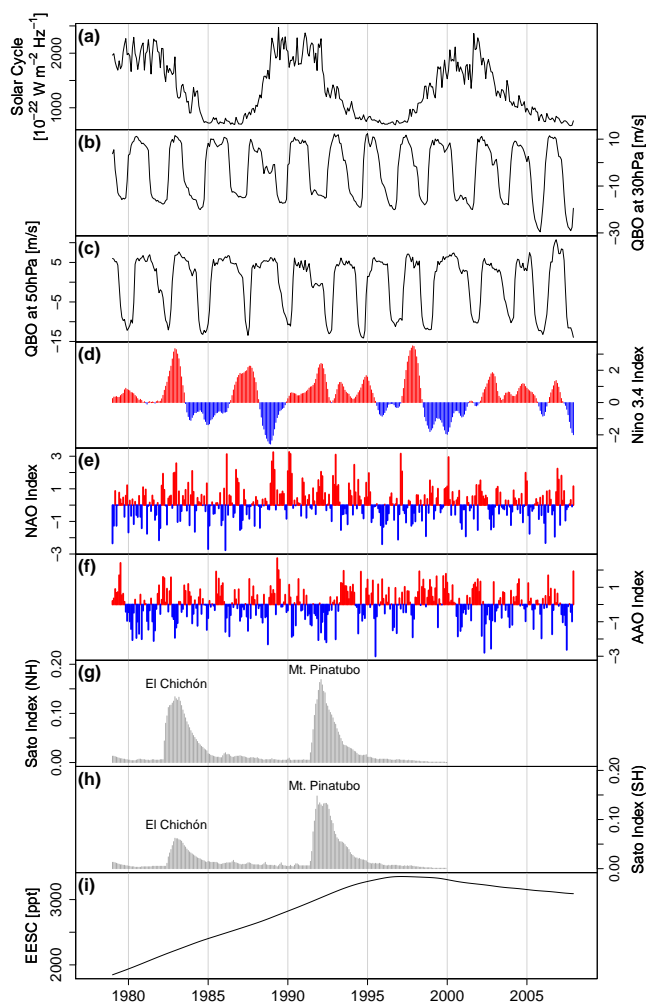 (a)
Solar Cycle
[10⁻²² W m⁻² Hz⁻¹]
1000
2000
(b)
QBO at 30hPa [m/s]
−30
−10
10
(c)
QBO at 50hPa [m/s]
−15
−5
5
(d)
Nino 3.4 Index
−2
0
2
(e)
NAO Index
−3
−1
1
3
(f)
AAO Index
−3
−1
1
(g)
Sato Index (NH)
0.00
0.10
0.20
El Chichón
Mt. Pinatubo
(h)
Sato Index (SH)
0.00
0.10
0.20
El Chichón
Mt. Pinatubo
(i)
EESC [ppt]
2000
3000
1980
1985
1990
1995
2000
2005